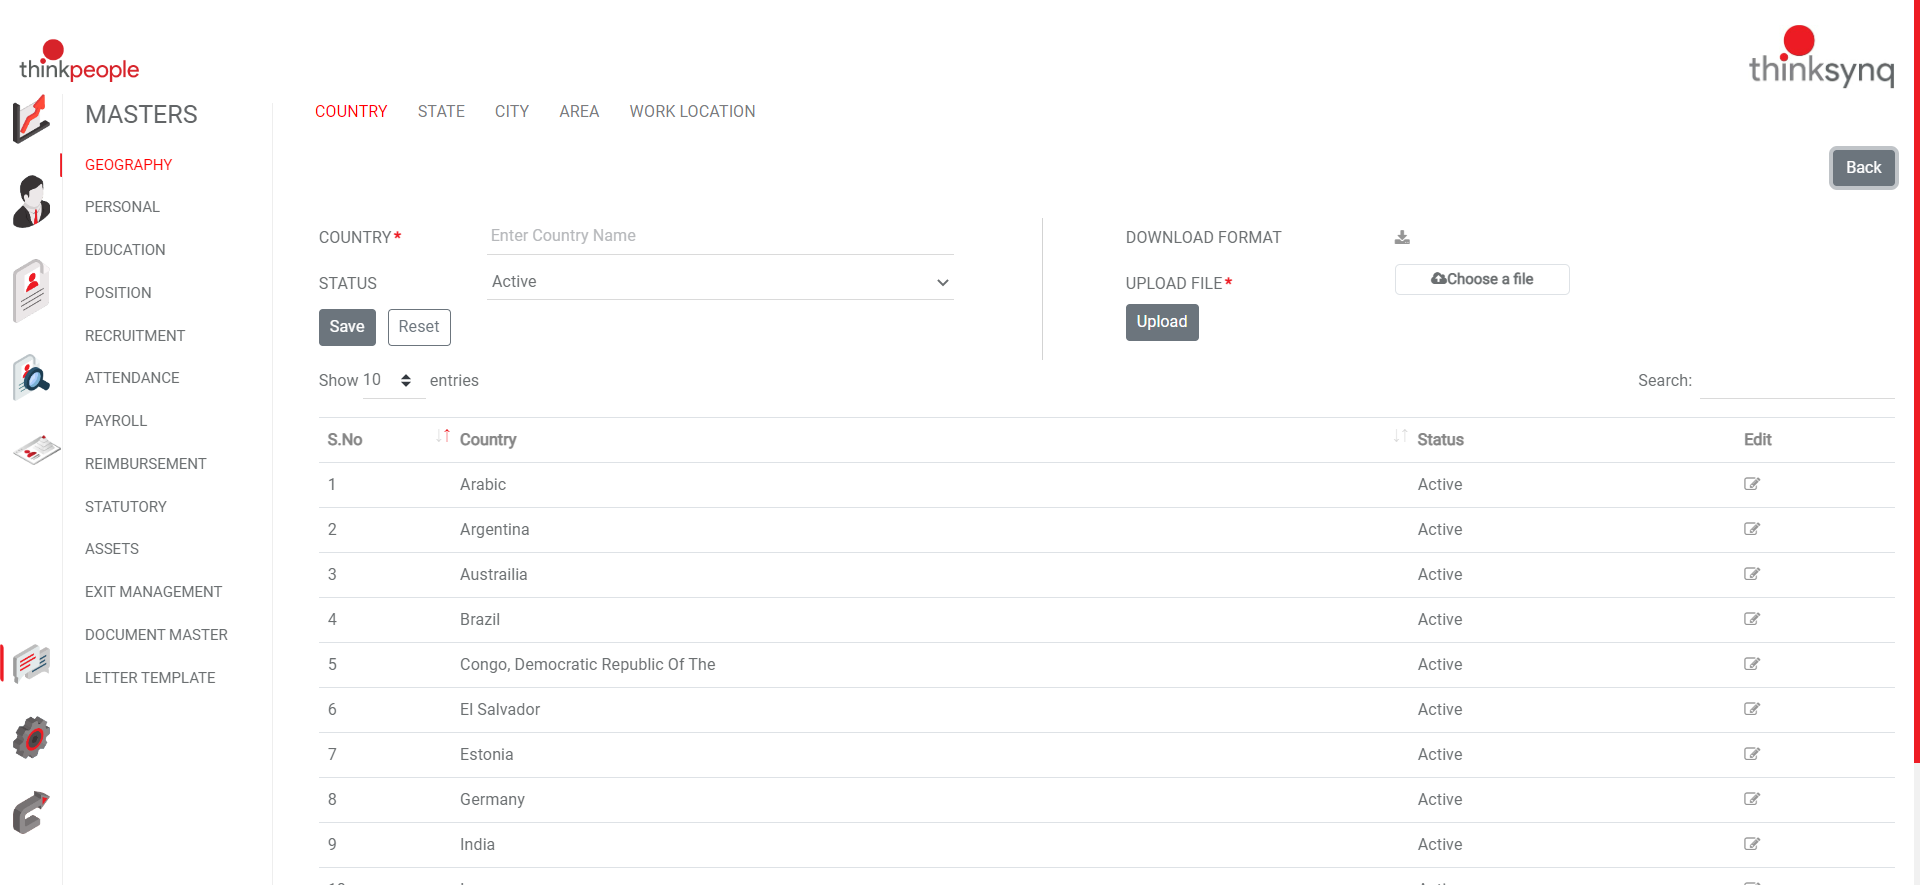 thinkpeople
thinksynq
MASTERS
COUNTRY STATE CITY AREA WORK LOCATION
GEOGRAPHY
PERSONAL
EDUCATION
POSITION
RECRUITMENT
ATTENDANCE
PAYROLL
REIMBURSEMENT
STATUTORY
ASSETS
EXIT MANAGEMENT
DOCUMENT MASTER
LETTER TEMPLATE
Back
COUNTRY* Enter Country Name
STATUS Active
Save Reset
DOWNLOAD FORMAT
UPLOAD FILE* Choose a file
Upload
Show 10 entries
Search:
S.No Country Status Edit
1 Arabic Active
2 Argentina Active
3 Austrailia Active
4 Brazil Active
5 Congo, Democratic Republic Of The Active
6 El Salvador Active
7 Estonia Active
8 Germany Active
9 India Active